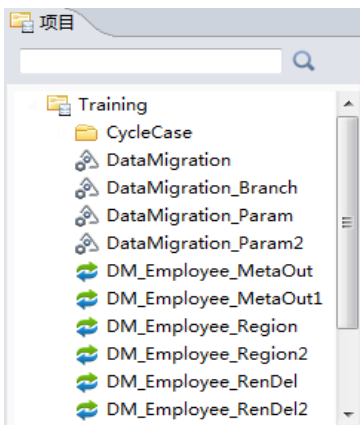 项目
Training
CycleCase
DataMigration
DataMigration_Branch
DataMigration_Param
DataMigration_Param2
DM_Employee_MetaOut
DM_Employee_MetaOut1
DM_Employee_Region
DM_Employee_Region2
DM_Employee_RenDel
DM_Employee_RenDel2